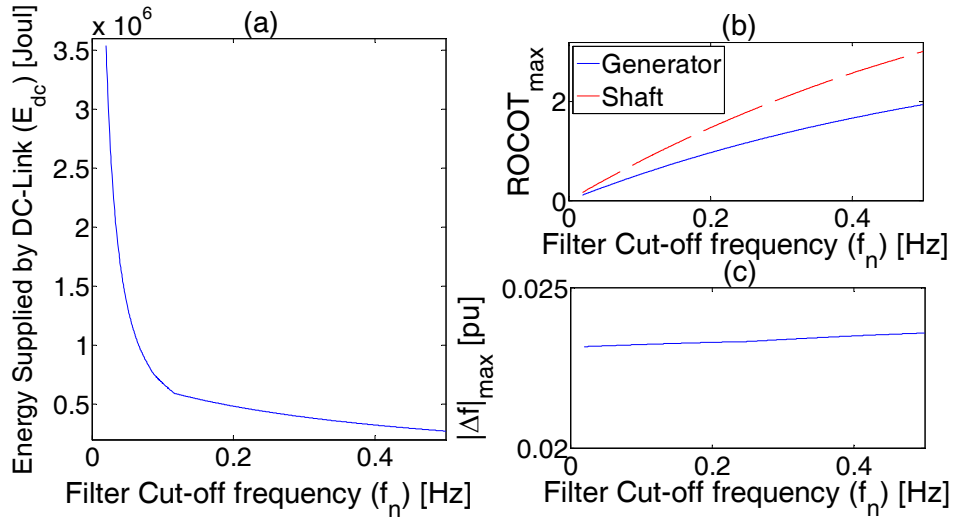 (a)
x 10^6
Energy Supplied by DC-Link (E_dc) [Joul]
3.5
3
2.5
2
1.5
1
0.5
0
0.2
0.4
Filter Cut-off frequency (f_n) [Hz]
(b)
ROCOT_max
2
0
Generator
Shaft
0
0.2
0.4
Filter Cut-off frequency (f_n) [Hz]
(c)
|Δf|_max [pu]
0.025
0.02
0
0.2
0.4
Filter Cut-off frequency (f_n) [Hz]